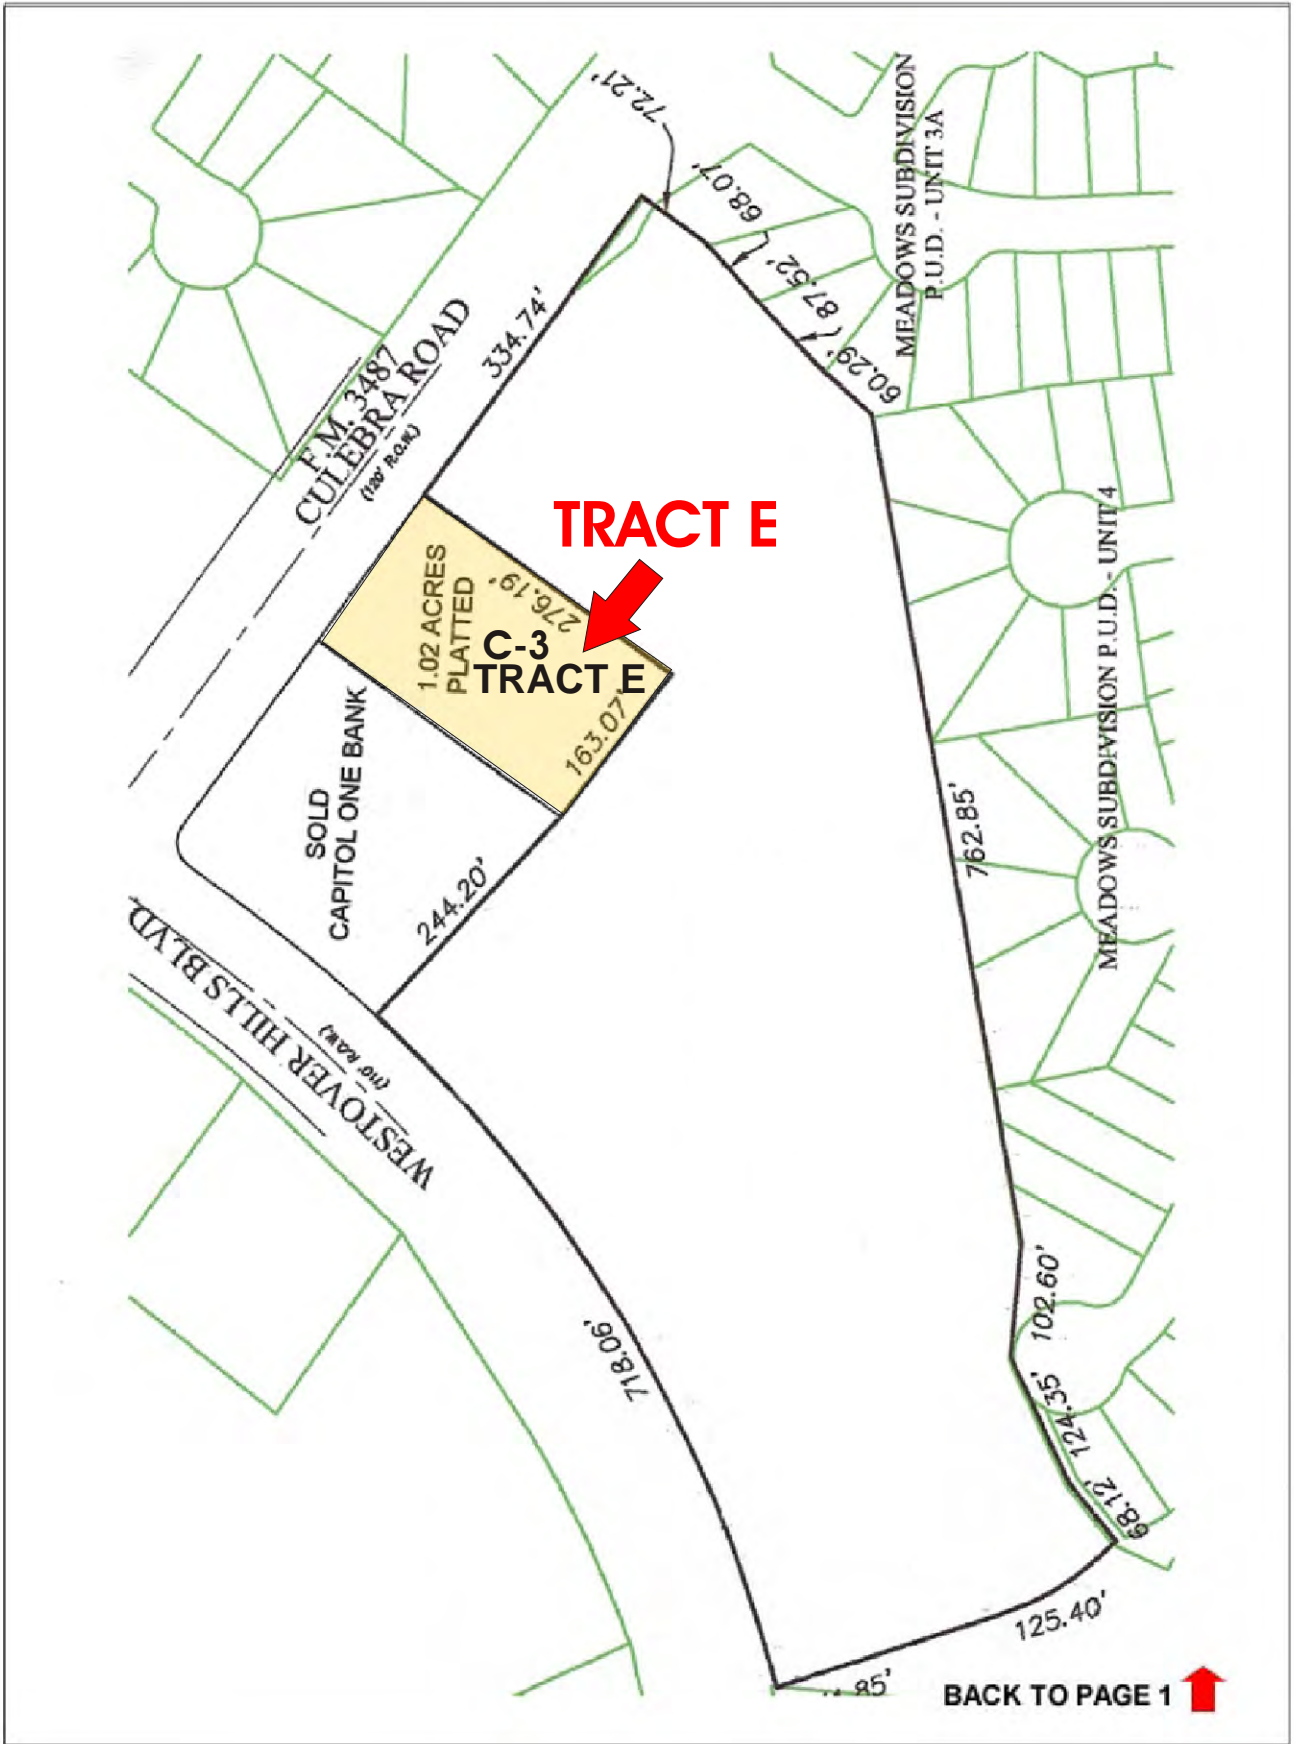 72.21'
68.07'
87.52'
60.29'
MEADOWS SUBDIVISION
P.U.D. - UNIT 3A
334.74'
F.M. 3487
CULEBRA ROAD
(120' R.O.W.)
TRACT E
1.02 ACRES
PLATTED
276.19'
C-3
TRACT E
163.07'
SOLD
CAPITOL ONE BANK
244.20'
MEADOWS SUBDIVISION P.U.D. - UNIT 4
762.85'
WESTOVER HILLS BLVD.
(110' R.O.W.)
718.06'
102.60'
124.35'
68.12'
125.40'
85'
BACK TO PAGE 1